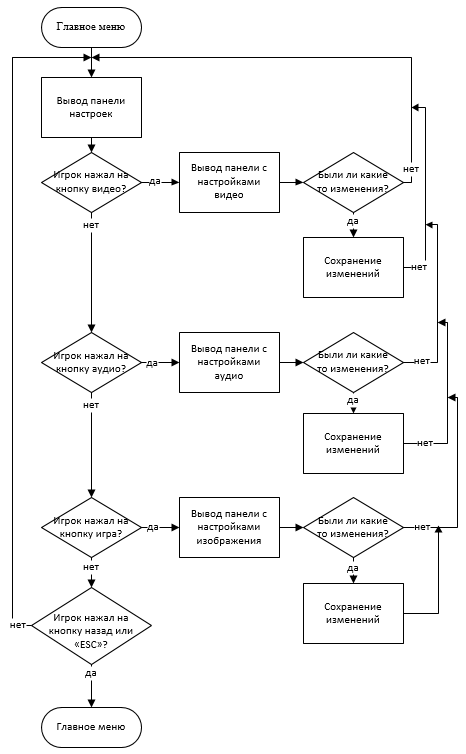 Главное меню
Вывод панели
настроек
Игрок нажал на
кнопку видео?
да
Вывод панели с
настройками
видео
Были ли какие
то изменения?
нет
да
нет
Сохранение
изменений
нет
Игрок нажал на
кнопку аудио?
да
Вывод панели с
настройками
аудио
Были ли какие
то изменения?
нет
да
нет
Сохранение
изменений
нет
Игрок нажал на
кнопку игра?
да
Вывод панели с
настройками
изображения
Были ли какие
то изменения?
нет
нет
да
Игрок нажал на
кнопку назад или
«ESC»?
нет
Сохранение
изменений
да
Главное меню